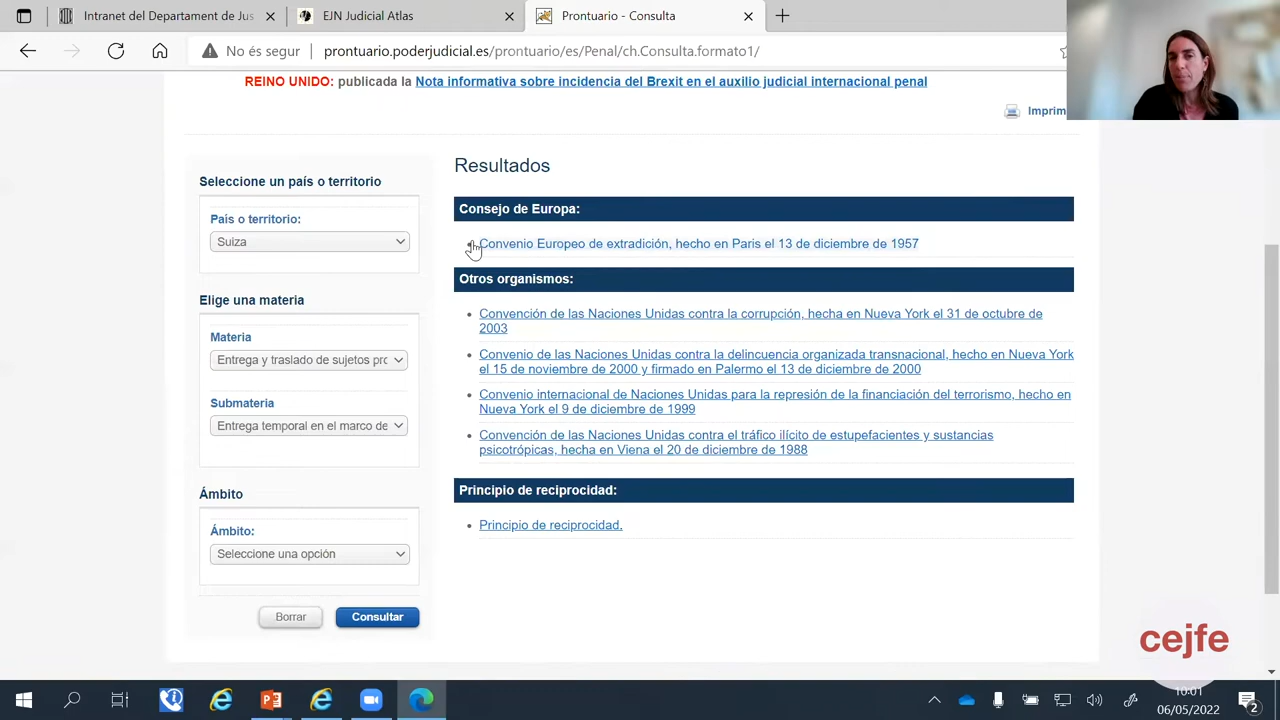 Intranet del Departament de Jus
EJN Judicial Atlas
Prontuario - Consulta
No és segur
prontuario.poderjudicial.es/prontuario/es/Penal/ch.Consulta.formato1/
REINO UNIDO: publicada la Nota informativa sobre incidencia del Brexit en el auxilio judicial internacional penal
Imprim
Seleccione un país o territorio
País o territorio:
Suiza
Elige una materia
Materia
Entrega y traslado de sujetos prc
Submateria
Entrega temporal en el marco de
Ámbito
Ámbito:
Seleccione una opción
Borrar
Consultar
Resultados
Consejo de Europa:
Convenio Europeo de extradición, hecho en Paris el 13 de diciembre de 1957
Otros organismos:
Convención de las Naciones Unidas contra la corrupción, hecha en Nueva York el 31 de octubre de
2003
Convenio de las Naciones Unidas contra la delincuencia organizada transnacional, hecho en Nueva York
el 15 de noviembre de 2000 y firmado en Palermo el 13 de diciembre de 2000
Convenio internacional de Naciones Unidas para la represión de la financiación del terrorismo, hecho en
Nueva York el 9 de diciembre de 1999
Convención de las Naciones Unidas contra el tráfico ilícito de estupefacientes y sustancias
psicotrópicas, hecha en Viena el 20 de diciembre de 1988
Principio de reciprocidad:
Principio de reciprocidad.
cejfe
10:01
06/05/2022
2